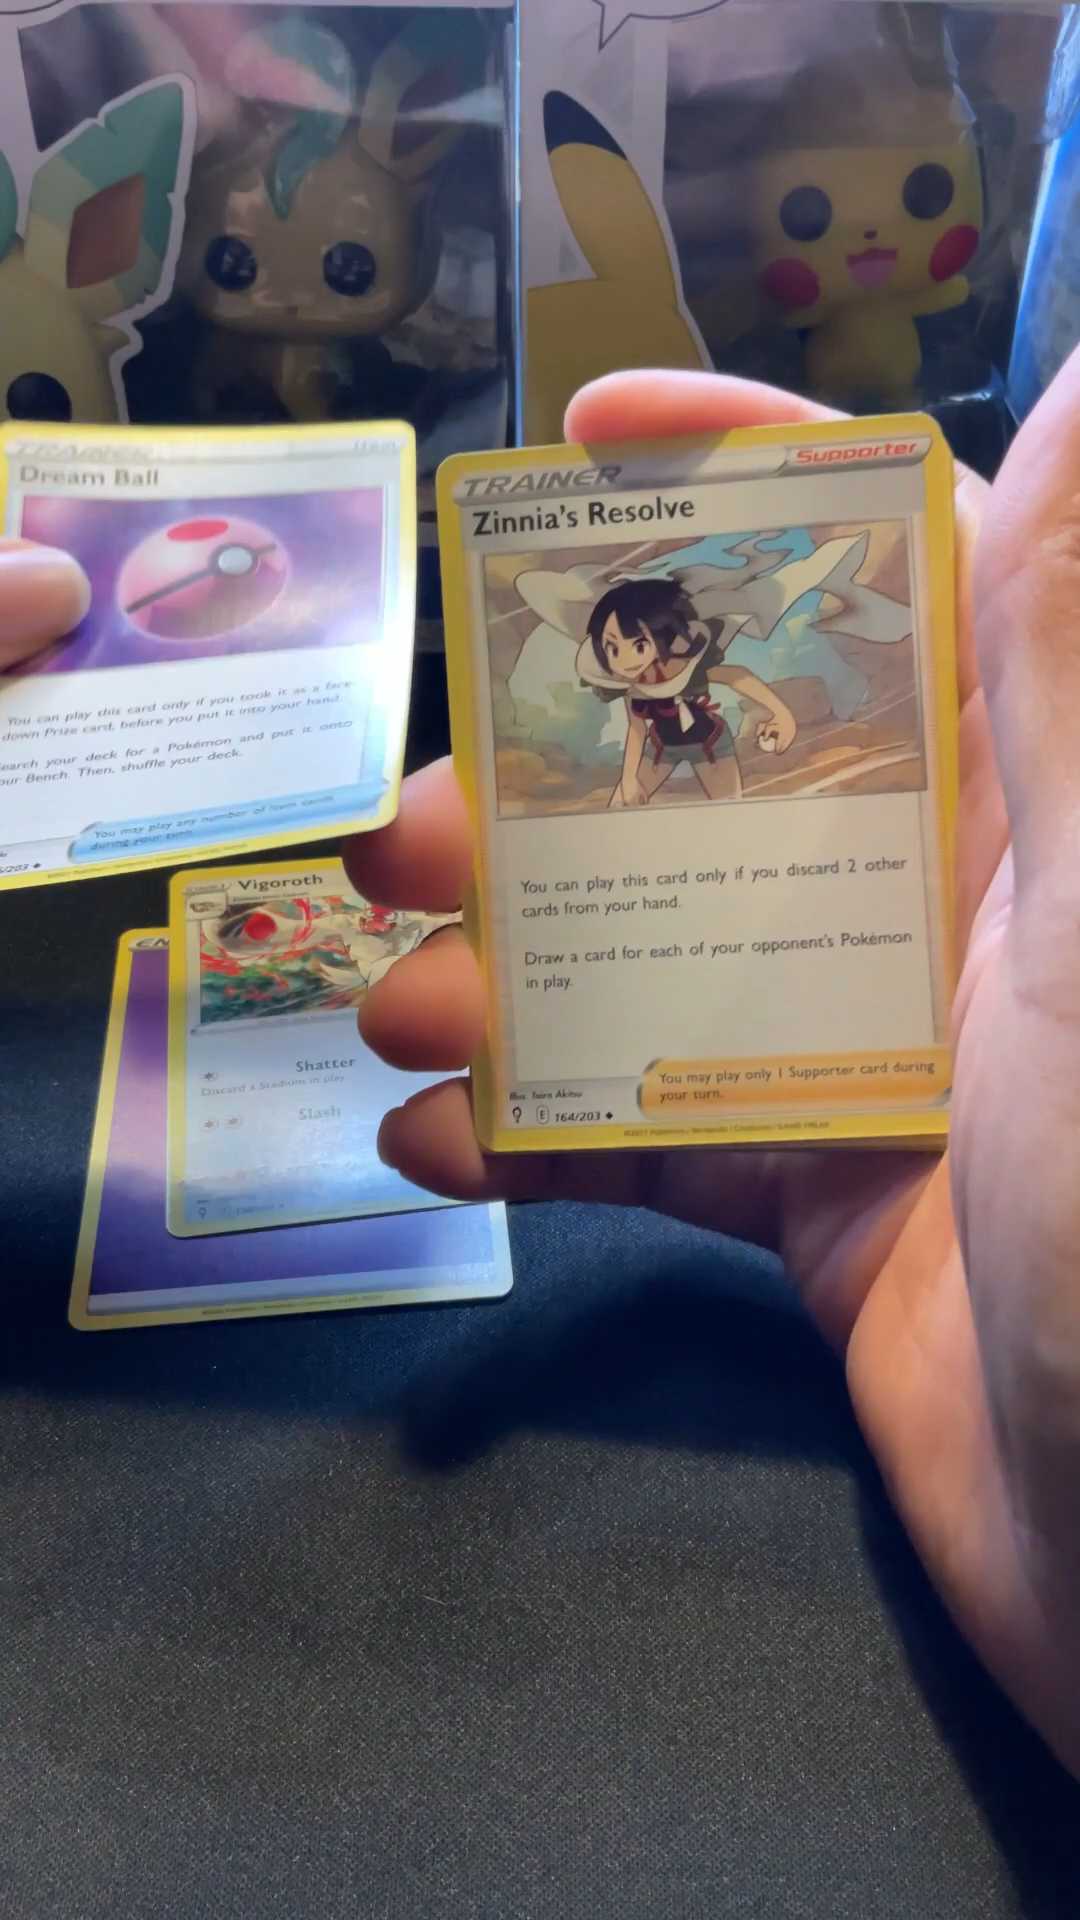 TRAINER
Item
Dream Ball
You can play this card only if you took it as a face
down Prize card, before you put it into your hand.
earch your deck for a Pokémon and put it onto
our Bench. Then, shuffle your deck.
You may play any number of Item cards
during your turn.
/203
TRAINER
Supporter
Zinnia's Resolve
You can play this card only if you discard 2 other
cards from your hand.
Draw a card for each of your opponent's Pokémon
in play.
You may play only 1 Supporter card during
your turn.
Illus. Taira Akitsu
E 164/203
©2021 Pokémon / Nintendo / Creatures / GAME FREAK
Vigoroth
Shatter
Discard a Stadium in play.
Slash
EN